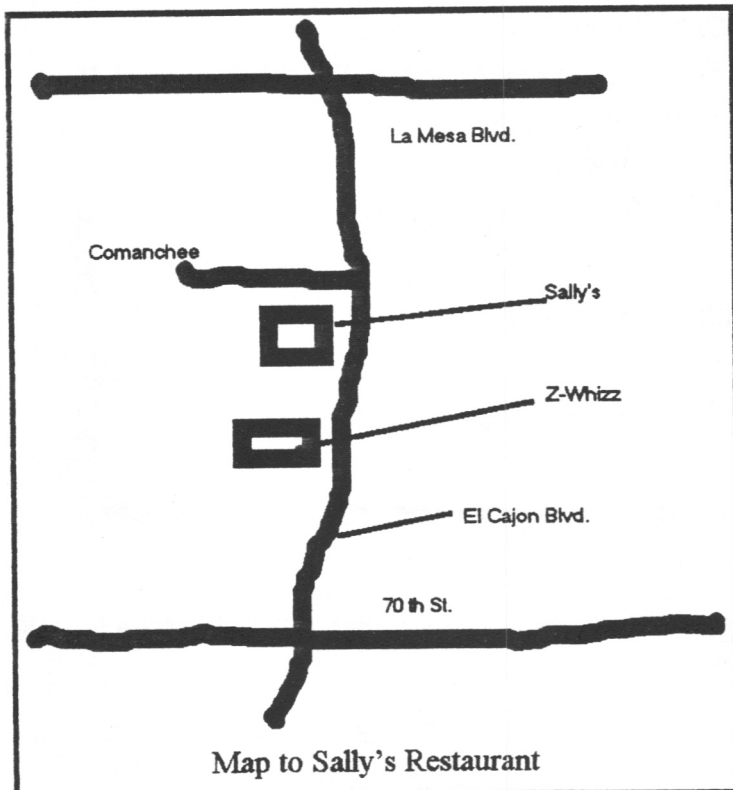 La Mesa Blvd.
Comanchee
Sally's
Z-Whizz
El Cajon Blvd.
70 th St.
Map to Sally's Restaurant